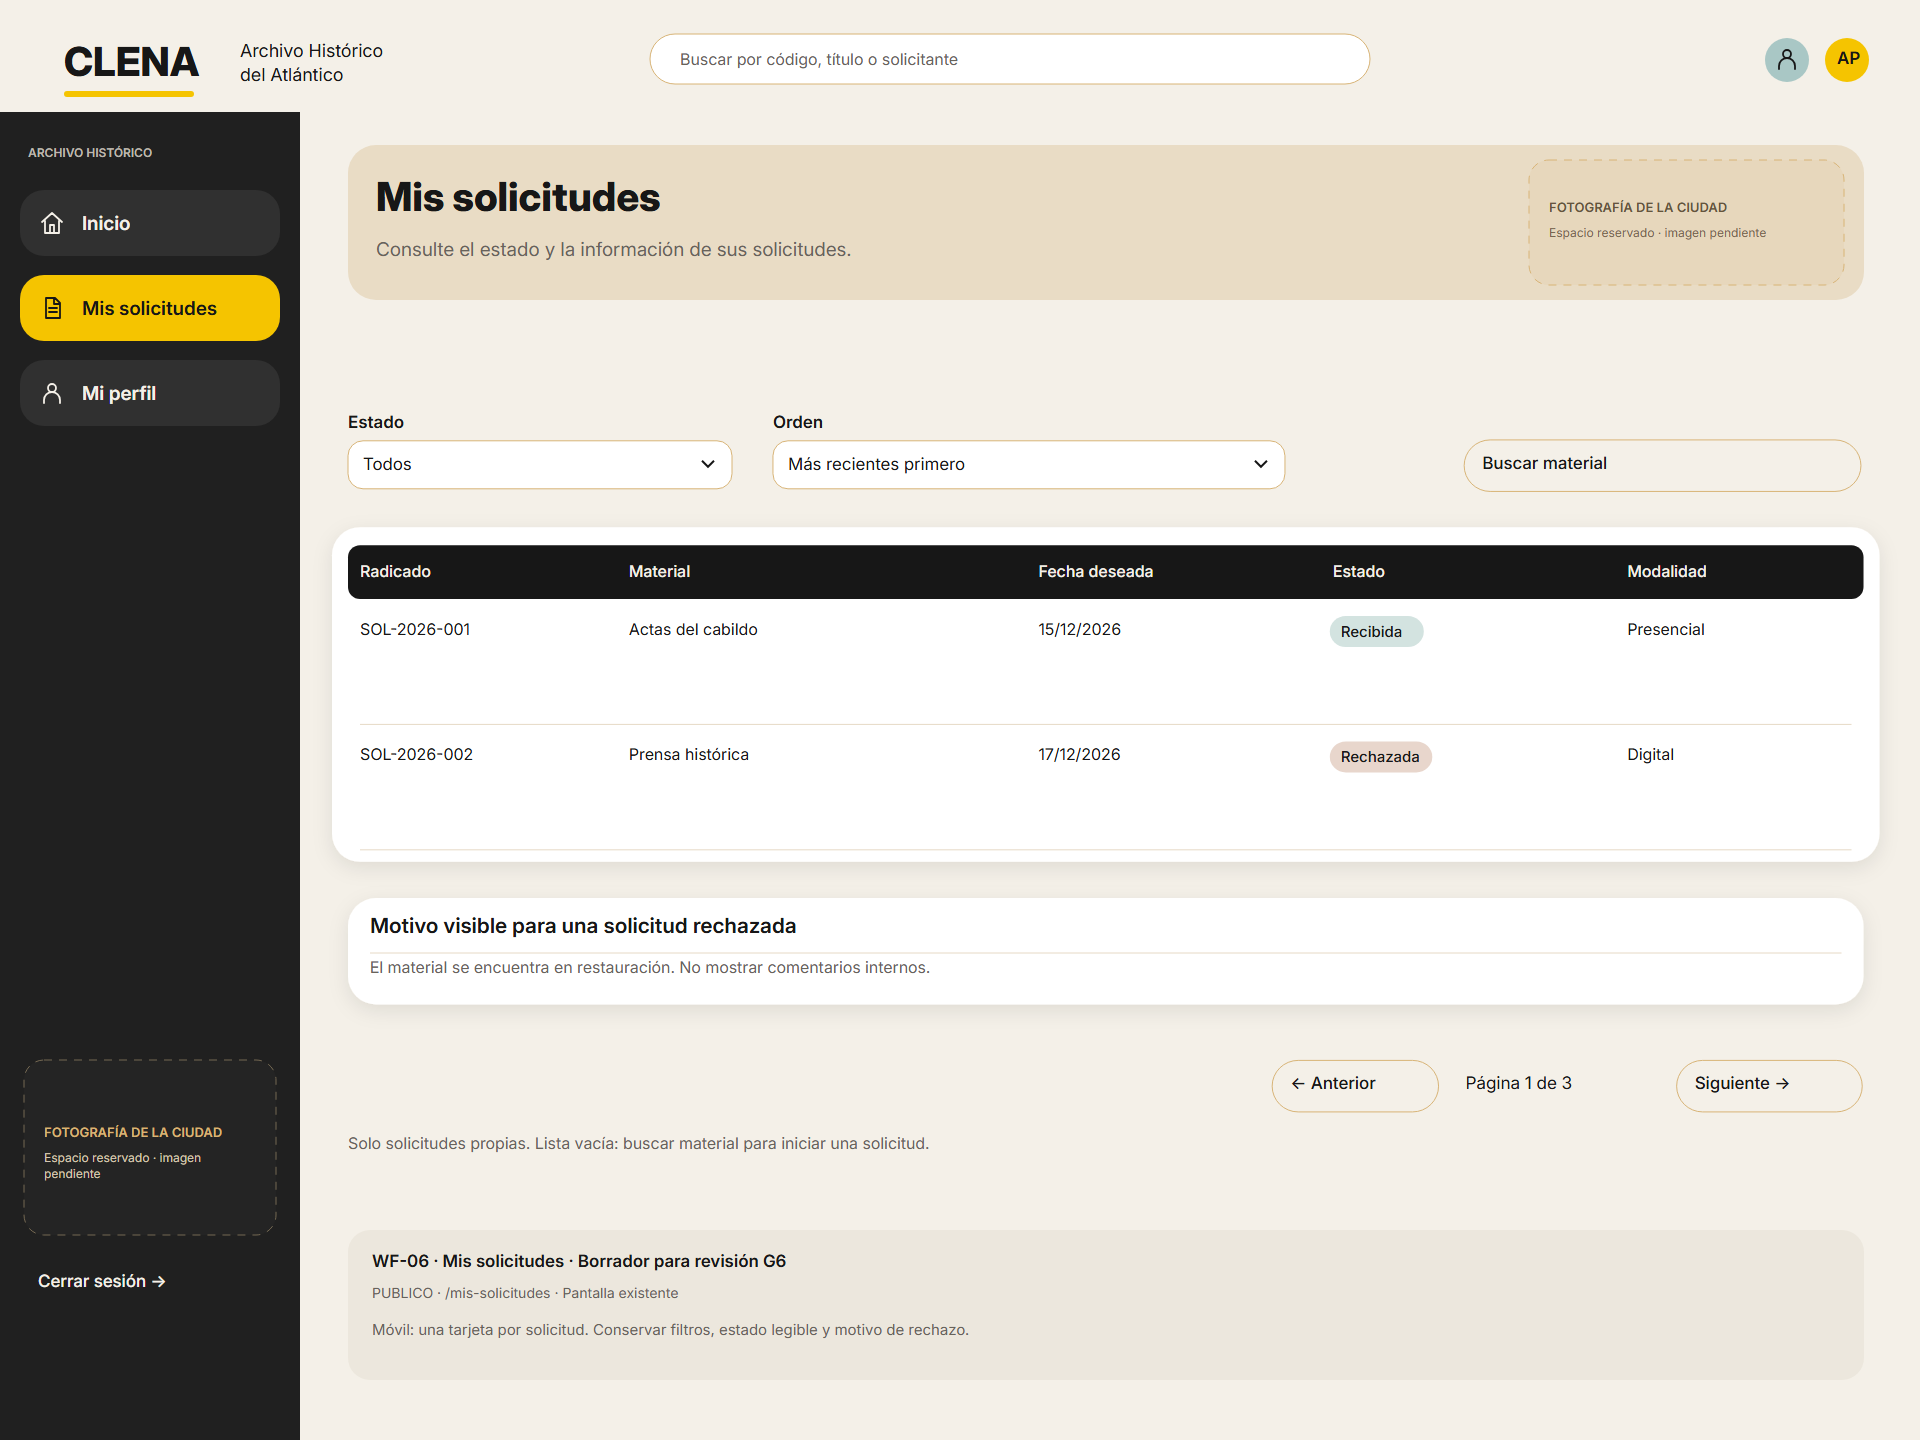 CLENA
Archivo Histórico
del Atlántico
Buscar por código, título o solicitante
AP
ARCHIVO HISTÓRICO
Inicio
Mis solicitudes
Mi perfil
FOTOGRAFÍA DE LA CIUDAD
Espacio reservado · imagen
pendiente
Cerrar sesión →
Mis solicitudes
Consulte el estado y la información de sus solicitudes.
FOTOGRAFÍA DE LA CIUDAD
Espacio reservado · imagen pendiente
Estado
Todos
Orden
Más recientes primero
Buscar material
Radicado Material Fecha deseada Estado Modalidad
SOL-2026-001 Actas del cabildo 15/12/2026 Recibida Presencial
SOL-2026-002 Prensa histórica 17/12/2026 Rechazada Digital
Motivo visible para una solicitud rechazada
El material se encuentra en restauración. No mostrar comentarios internos.
← Anterior Página 1 de 3 Siguiente →
Solo solicitudes propias. Lista vacía: buscar material para iniciar una solicitud.
WF-06 · Mis solicitudes · Borrador para revisión G6
PUBLICO · /mis-solicitudes · Pantalla existente
Móvil: una tarjeta por solicitud. Conservar filtros, estado legible y motivo de rechazo.